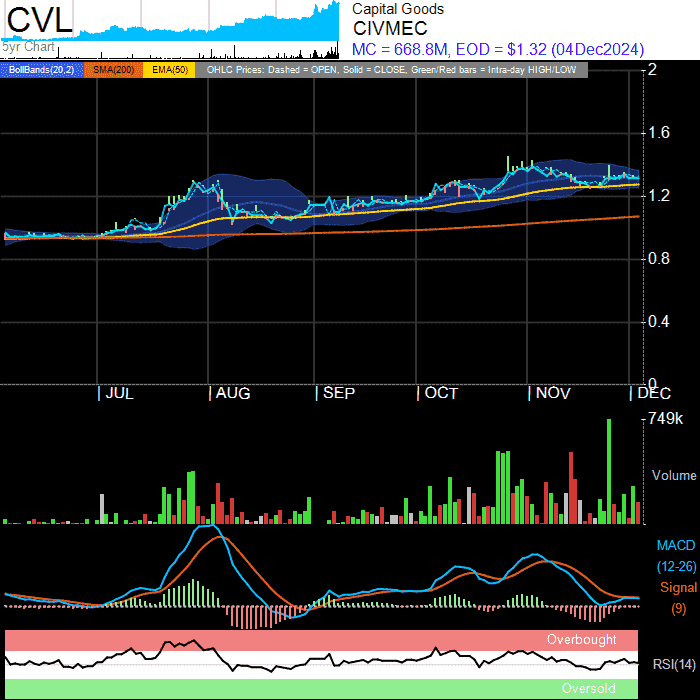 CVL
5yr Chart
Capital Goods
CIVMEC
MC = 668.8M, EOD = $1.32 (04Dec2024)
BollBands(20,2) SMA(200) EMA(50) OHLC Prices: Dashed = OPEN, Solid = CLOSE, Green/Red bars = Intra-day HIGH/LOW
2
1.6
1.2
0.8
0.4
0
JUL AUG SEP OCT NOV DEC
749k
Volume
MACD
(12-26)
Signal
(9)
Overbought
RSI(14)
Oversold